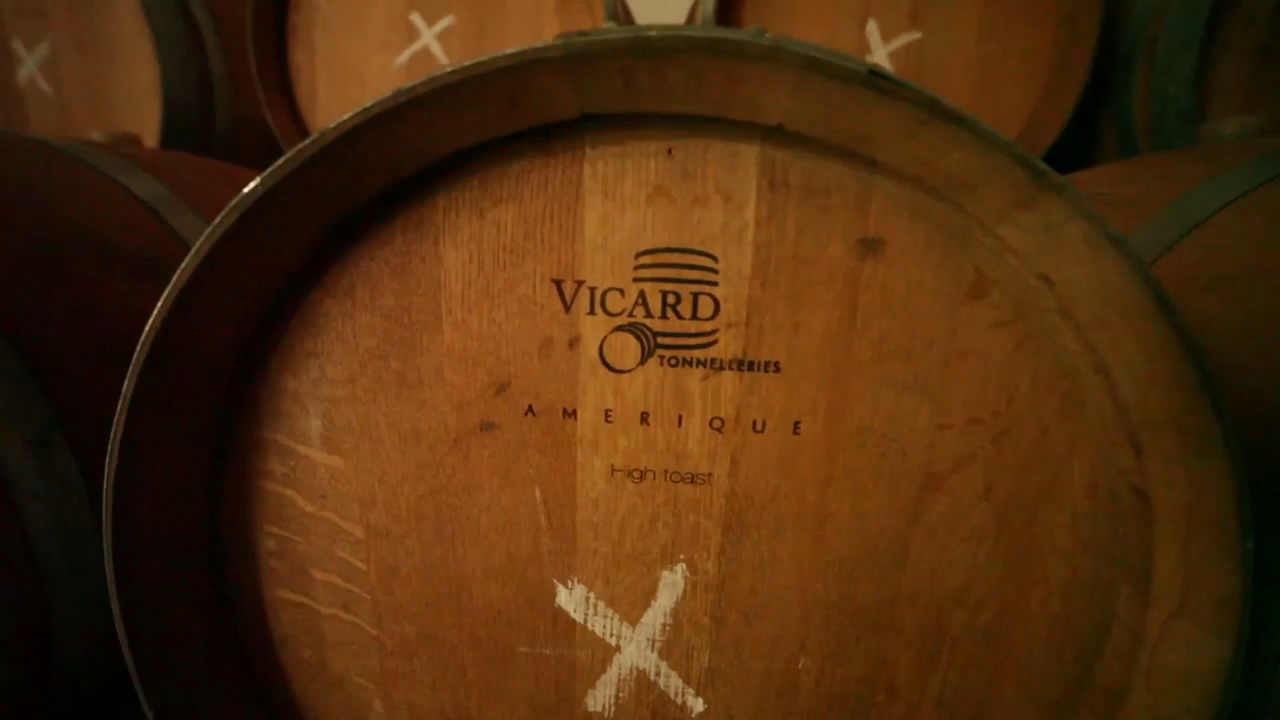 X X X
VICARD
TONNELLERIES
AMERIQUE
High toast
X